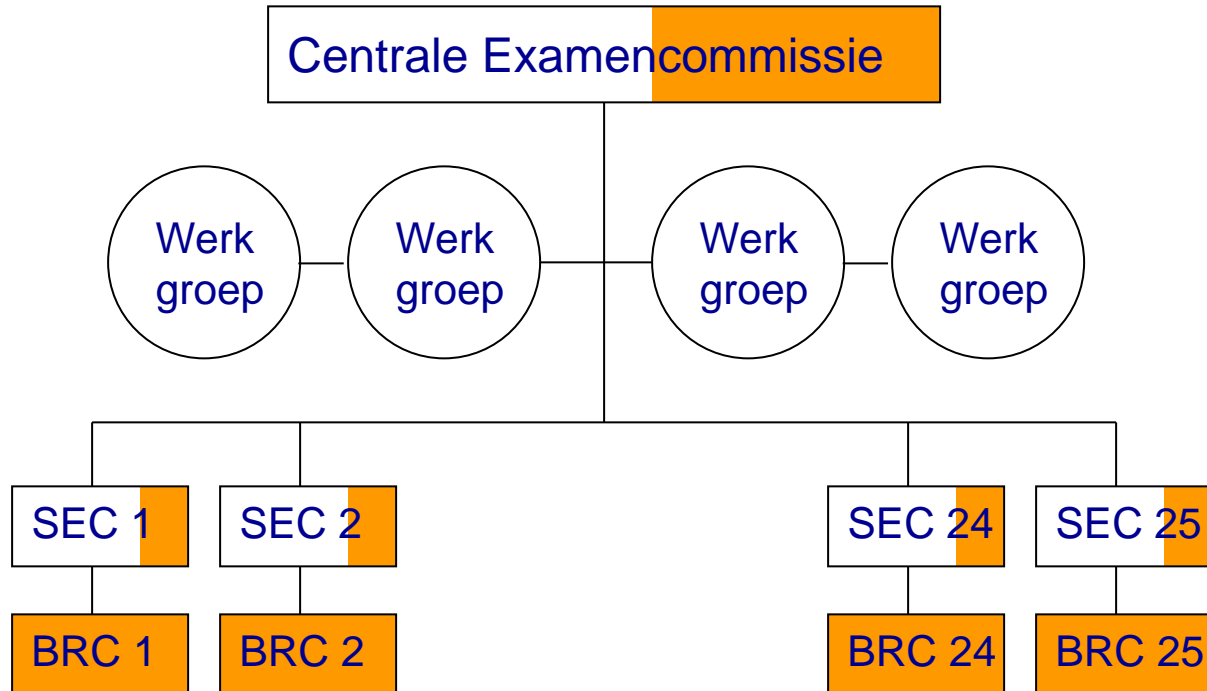 Centrale Examencommissie
Werk
groep
Werk
groep
Werk
groep
Werk
groep
SEC 1
SEC 2
SEC 24
SEC 25
BRC 1
BRC 2
BRC 24
BRC 25